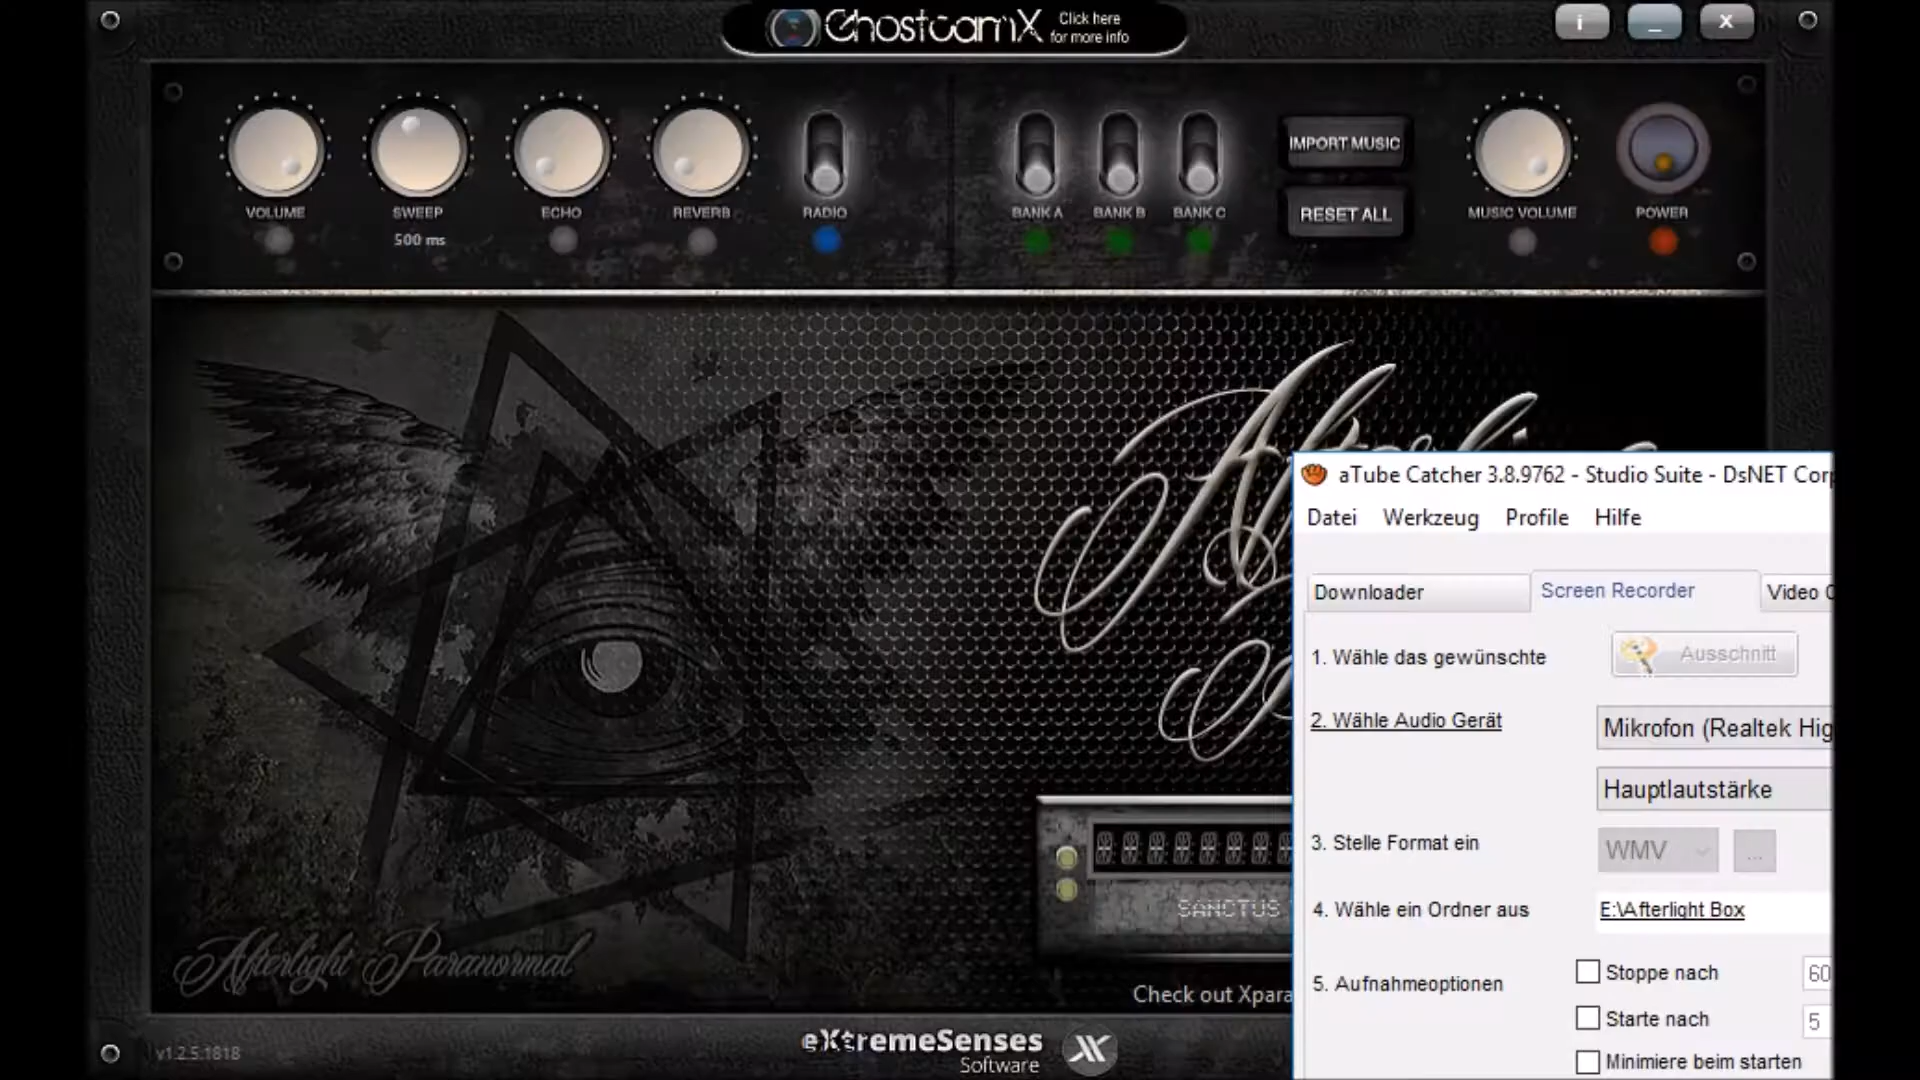 GhostcamX Click here
for more info
i _ X
VOLUME SWEEP ECHO REVERB RADIO BANK A BANK B BANK C
500 ms
IMPORT MUSIC
RESET ALL
MUSIC VOLUME POWER
aTube Catcher 3.8.9762 - Studio Suite - DsNET Corp
Datei Werkzeug Profile Hilfe
Downloader Screen Recorder Video
1. Wähle das gewünschte Ausschnitt
2. Wähle Audio Gerät Mikrofon (Realtek Hig
Hauptlautstärke
3. Stelle Format ein WMV ...
SANCTUS
4. Wähle ein Ordner aus E:\Afterlight Box
Afterlight Paranormal
5. Aufnahmeoptionen Stoppe nach 60
Check out Xpara
Starte nach 5
Minimiere beim starten
eXtremeSenses
Software
v1.2.5.1818